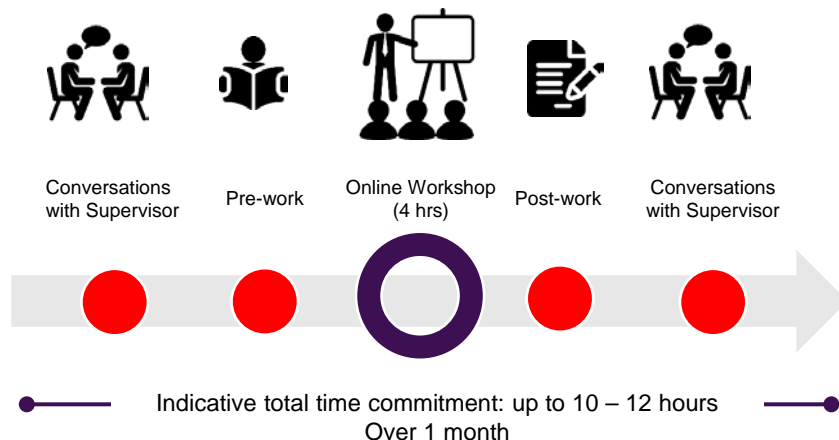 Conversations
with Supervisor
Pre-work
Online Workshop
(4 hrs)
Post-work
Conversations
with Supervisor
Indicative total time commitment: up to 10 – 12 hours
Over 1 month